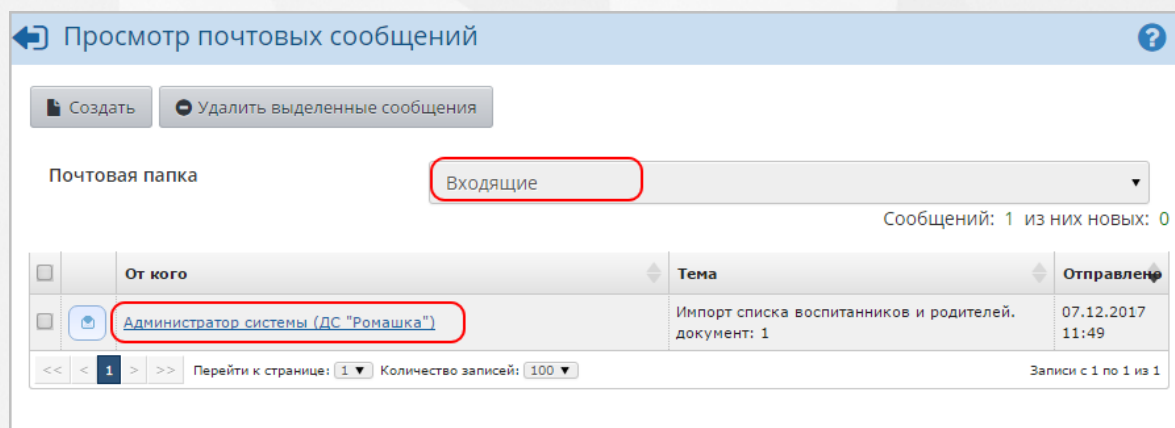 Просмотр почтовых сообщений
?
Создать Удалить выделенные сообщения
Почтовая папка Входящие
Сообщений: 1 из них новых: 0
От кого Тема Отправлено
Администратор системы (ДС "Ромашка") Импорт списка воспитанников и родителей. 07.12.2017
документ: 1 11:49
<< < 1 > >> Перейти к странице: 1 Количество записей: 100 Записи с 1 по 1 из 1